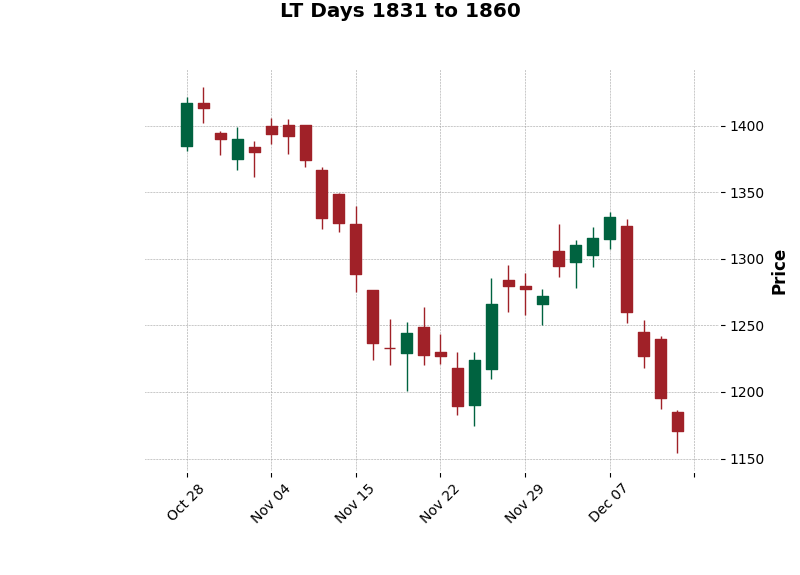 LT Days 1831 to 1860
1400
1350
1300
1250
1200
1150
Price
Oct 28
Nov 04
Nov 15
Nov 22
Nov 29
Dec 07